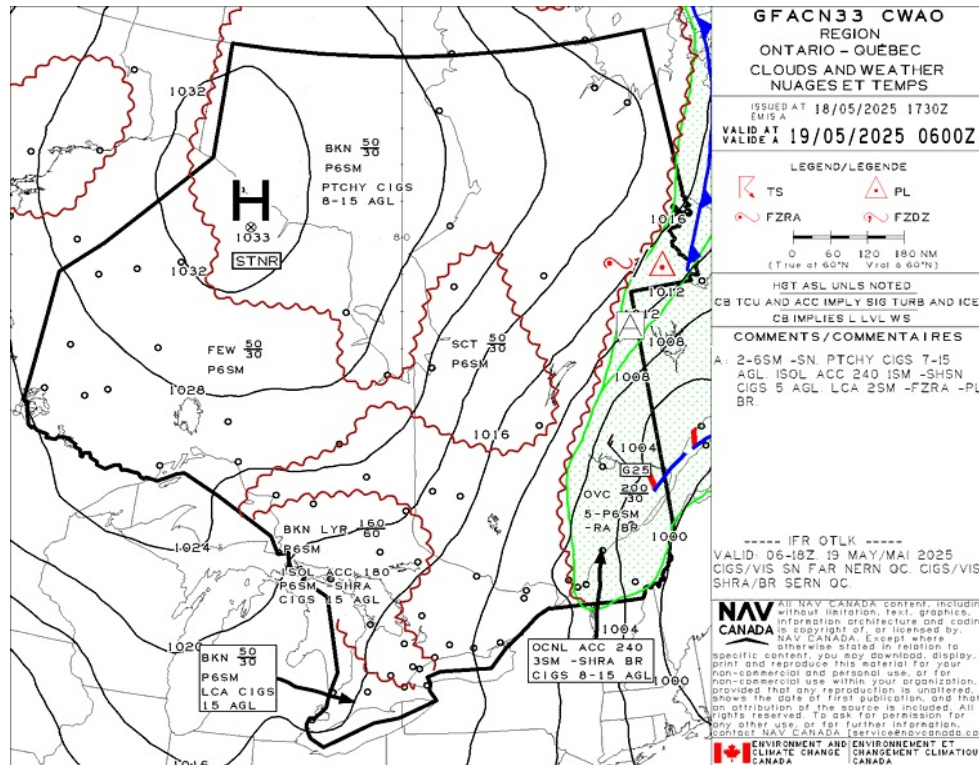 GFACN33 CWAO
REGION
ONTARIO - QUÉBEC
CLOUDS AND WEATHER
NUAGES ET TEMPS
ISSUED AT 18/05/2025 1730Z
ÉMIS A
VALID AT 19/05/2025 0600Z
VALIDE A
LEGEND/LÉGENDE
TS
PL
FZRA
FZDZ
0 60 120 180 NM
(True at 60°N Vrai à 60°N)
HGT ASL UNLS NOTED
CB TCU AND ACC IMPLY SIG TURB AND ICE
CB IMPLIES L LVL WS
COMMENTS/COMMENTAIRES
A: 2-6SM -SN. PTCHY CIGS 7-15
AGL. ISOL ACC 240 1SM -SHSN
CIGS 5 AGL. LCA 2SM -FZRA -PL
BR.
----- IFR OTLK -----
VALID: 06-18Z 19 MAY/MAI 2025
CIGS/VIS SN FAR NERN QC. CIGS/VIS
SHRA/BR SERN QC.
NAV
CANADA
All NAV CANADA content, including
without limitation, text, graphics,
information architecture and coding
is copyright of, or licensed by,
NAV CANADA. Except where
otherwise stated in relation to
specific content, you may download, display,
print and reproduce this material for your
non-commercial and personal use, or for
non-commercial use within your organization,
provided that any reproduction is unaltered,
shows the date of first publication, and that
an attribution of the source is included. All
rights reserved. To ask for permission for
any other use, or for further information,
contact NAV CANADA [service@navcanada.ca
ENVIRONMENT AND
CLIMATE CHANGE
CANADA
ENVIRONNEMENT ET
CHANGEMENT CLIMATIQU
CANADA
1032
BKN 50
30
P6SM
PTCHY CIGS
8-15 AGL
H
1033
STNR
1032
80
1016
1012
1012
A
1008
1008
FEW 50
30
P6SM
SCT 50
30
P6SM
1028
1016
1004
G25
OVC 200
30
5-P6SM
-RA BR
1000
BKN LYR 160
60
P6SM
ISOL ACC 180
P6SM -SHRA
CIGS 15 AGL
1024
1020
BKN 50
30
P6SM
LCA CIGS
15 AGL
1004
OCNL ACC 240
3SM -SHRA BR
CIGS 8-15 AGL
1000
1016